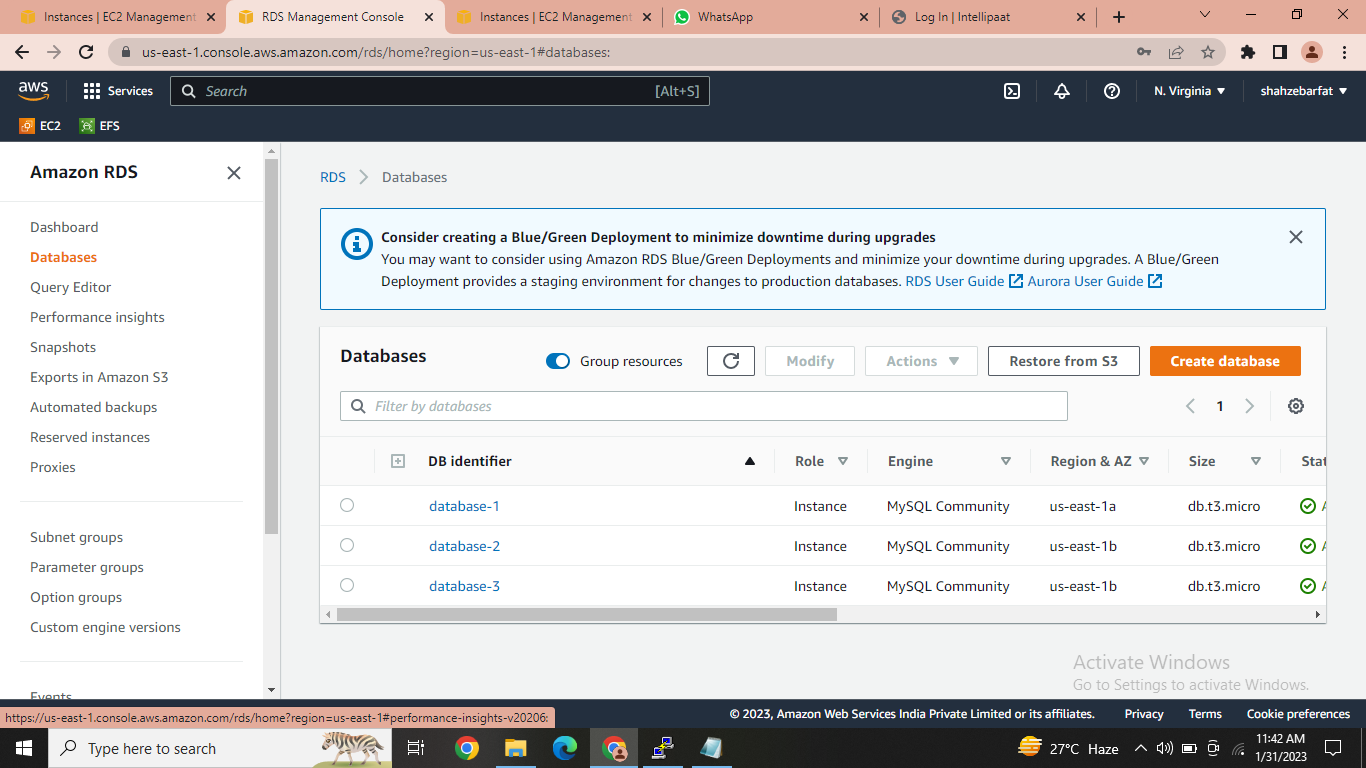 Instances | EC2 Management
RDS Management Console
Instances | EC2 Management
WhatsApp
Log In | Intellipaat
us-east-1.console.aws.amazon.com/rds/home?region=us-east-1#databases:
aws
Services
Search
[Alt+S]
N. Virginia
shahzebarfat
EC2
EFS
Amazon RDS
Dashboard
Databases
Query Editor
Performance insights
Snapshots
Exports in Amazon S3
Automated backups
Reserved instances
Proxies
Subnet groups
Parameter groups
Option groups
Custom engine versions
Events
RDS > Databases
Consider creating a Blue/Green Deployment to minimize downtime during upgrades
You may want to consider using Amazon RDS Blue/Green Deployments and minimize your downtime during upgrades. A Blue/Green
Deployment provides a staging environment for changes to production databases. RDS User Guide Aurora User Guide
Databases
Group resources
Modify
Actions
Restore from S3
Create database
Filter by databases
1
DB identifier Role Engine Region & AZ Size Stat
database-1 Instance MySQL Community us-east-1a db.t3.micro A
database-2 Instance MySQL Community us-east-1b db.t3.micro A
database-3 Instance MySQL Community us-east-1b db.t3.micro A
Activate Windows
Go to Settings to activate Windows.
https://us-east-1.console.aws.amazon.com/rds/home?region=us-east-1#performance-insights-v20206:
© 2023, Amazon Web Services India Private Limited or its affiliates.
Privacy
Terms
Cookie preferences
Type here to search
27°C Haze
11:42 AM
1/31/2023